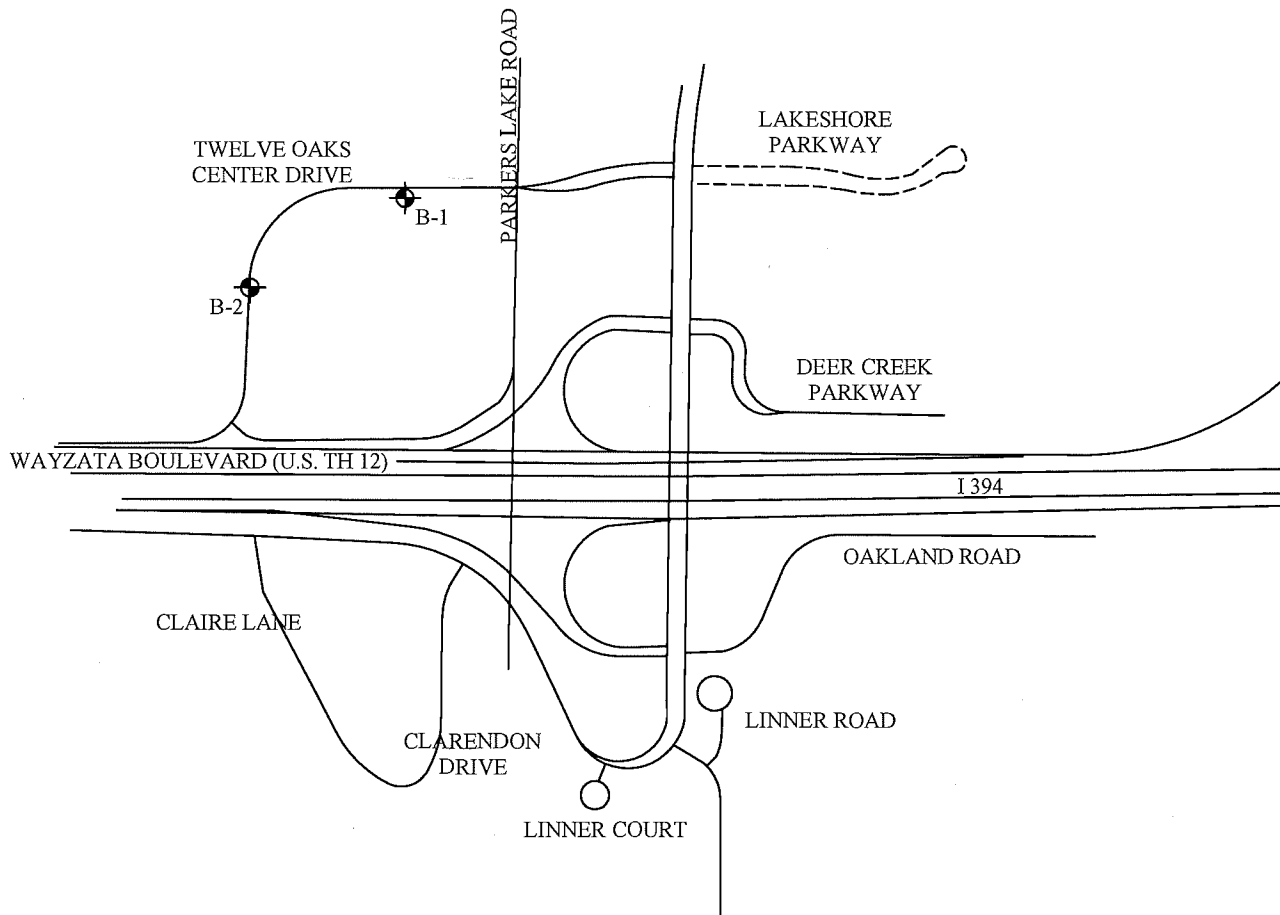 PARKERS LAKE ROAD
LAKESHORE
PARKWAY
TWELVE OAKS
CENTER DRIVE
B-1
B-2
DEER CREEK
PARKWAY
WAYZATA BOULEVARD (U.S. TH 12)
I 394
OAKLAND ROAD
CLAIRE LANE
LINNER ROAD
CLARENDON
DRIVE
LINNER COURT